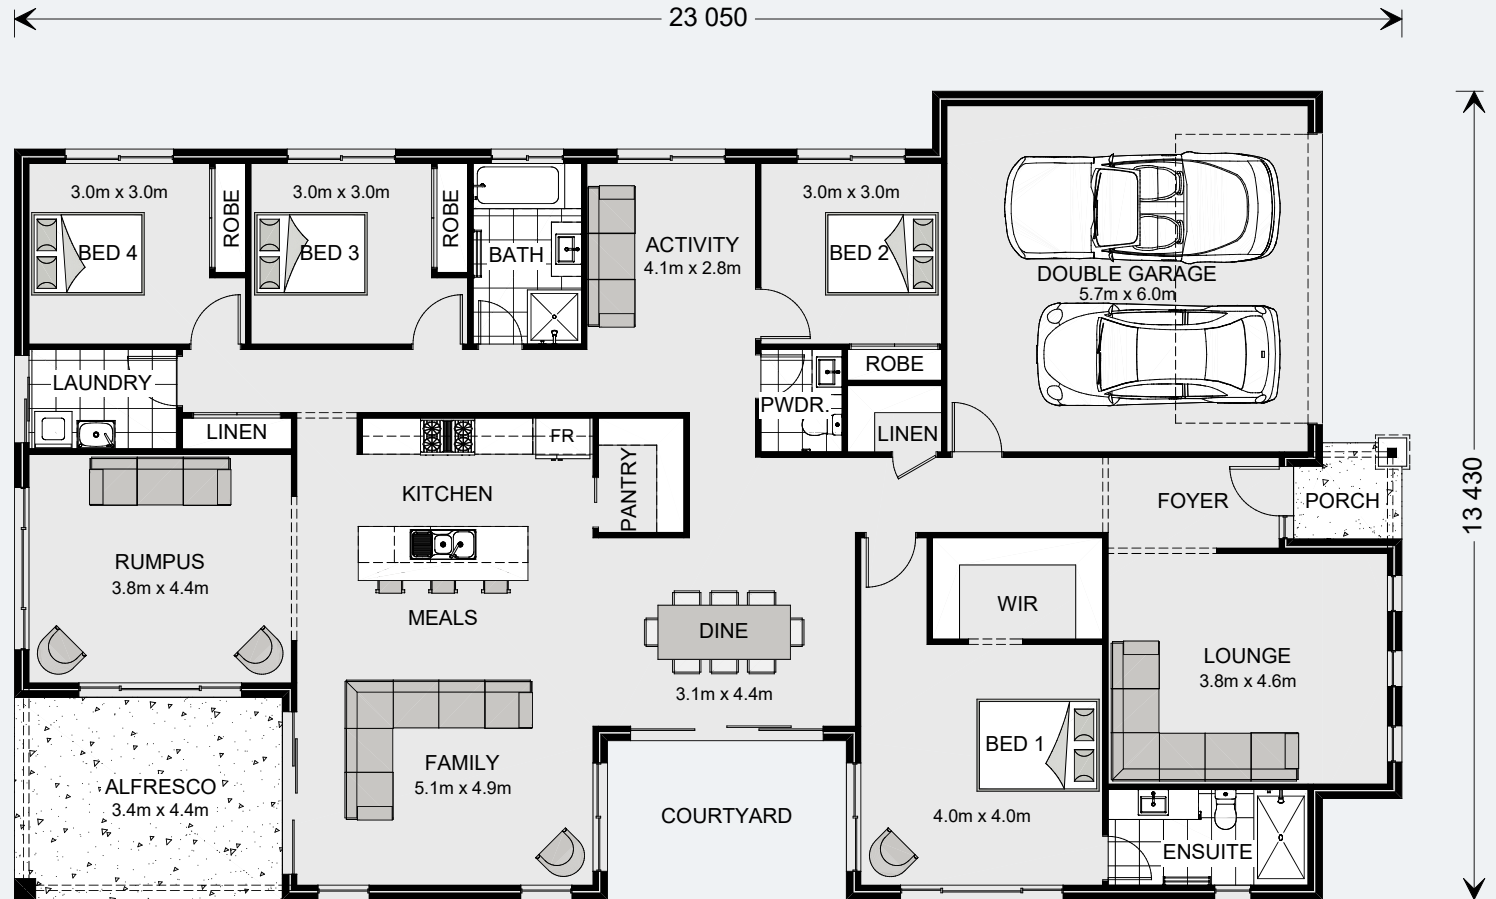 23 050
3.0m x 3.0m
BED 4
ROBE
3.0m x 3.0m
BED 3
ROBE
BATH
ACTIVITY
4.1m x 2.8m
3.0m x 3.0m
BED 2
DOUBLE GARAGE
5.7m x 6.0m
LAUNDRY
LINEN
ROBE
PWDR.
LINEN
FR
KITCHEN
PANTRY
FOYER
PORCH
13 430
RUMPUS
3.8m x 4.4m
MEALS
DINE
3.1m x 4.4m
WIR
LOUNGE
3.8m x 4.6m
ALFRESCO
3.4m x 4.4m
FAMILY
5.1m x 4.9m
COURTYARD
BED 1
4.0m x 4.0m
ENSUITE